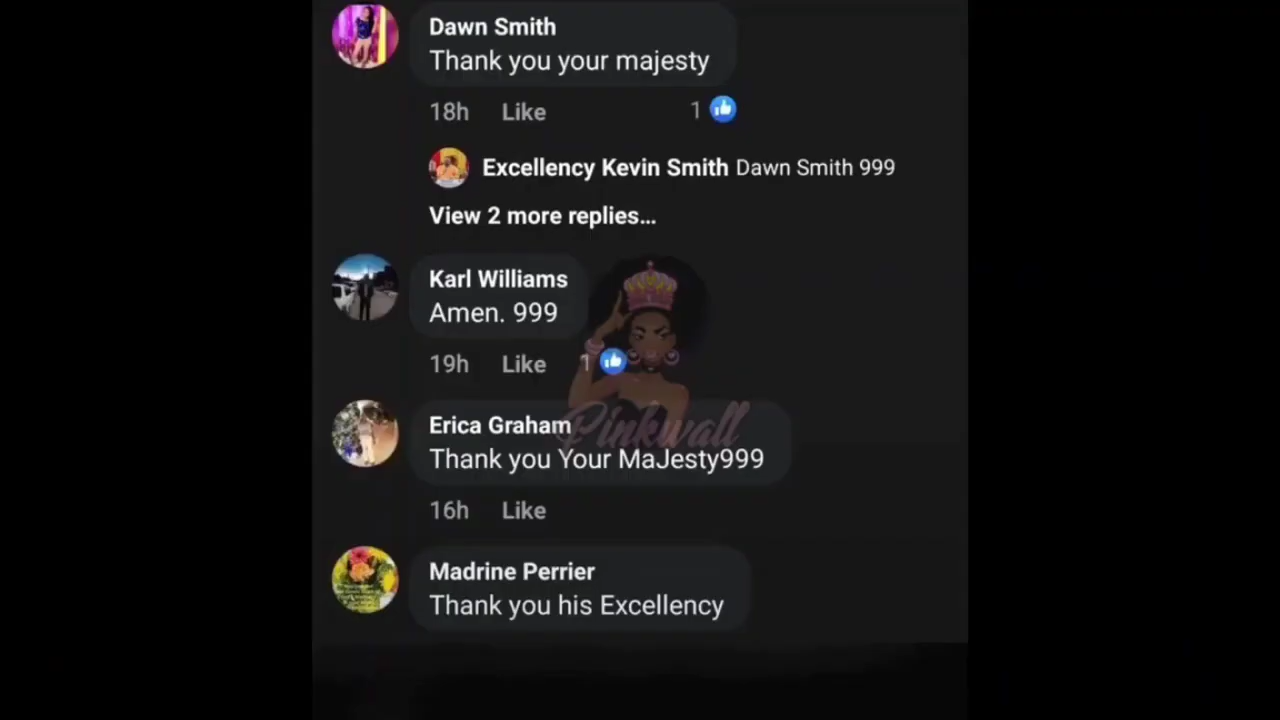 Dawn Smith
Thank you your majesty
18h Like 1
Excellency Kevin Smith Dawn Smith 999
View 2 more replies...
Karl Williams
Amen. 999
19h Like 1
Erica Graham
Pinkwall
Thank you Your MaJesty999
16h Like
Madrine Perrier
Thank you his Excellency